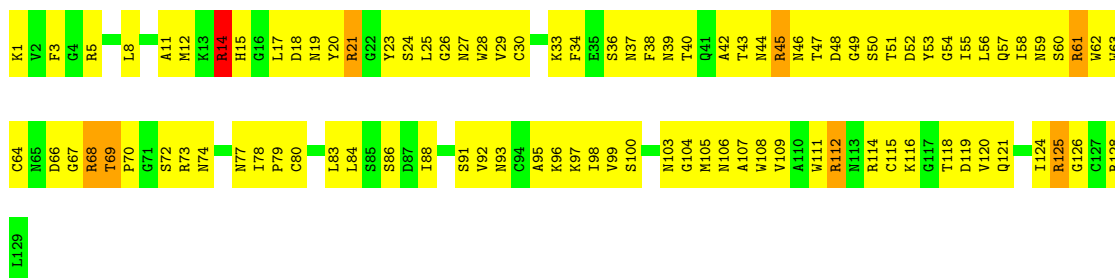 K1 V2 F3 G4 R5 L8 A11 M12 K13 R14 H15 G16 L17 D18 N19 Y20 R21 G22 Y23 S24 L25 G26 N27 W28 V29 C30 K33 F34 E35 S36 N37 F38 N39 T40 Q41 A42 T43 N44 R45 N46 T47 D48 G49 S50 T51 D52 Y53 G54 I55 L56 Q57 I58 N59 S60 R61 W62
C64 N65 D66 G67 R68 T69 P70 G71 S72 R73 N74 N77 I78 P79 C80 L83 L84 S85 S86 D87 I88 S91 V92 N93 C94 A95 K96 K97 I98 V99 S100 N103 G104 M105 N106 A107 W108 V109 A110 W111 R112 N113 R114 C115 K116 G117 T118 D119 V120 Q121 I124 R125 G126 C127
L129